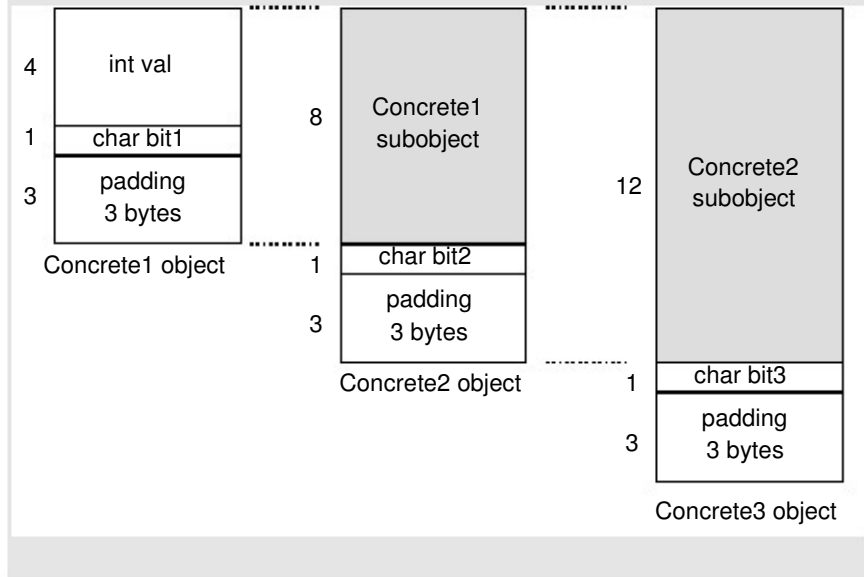 4
int val
1
char bit1
3
padding
3 bytes
Concrete1 object
8
Concrete1
subobject
1
char bit2
3
padding
3 bytes
Concrete2 object
12
Concrete2
subobject
1
char bit3
3
padding
3 bytes
Concrete3 object